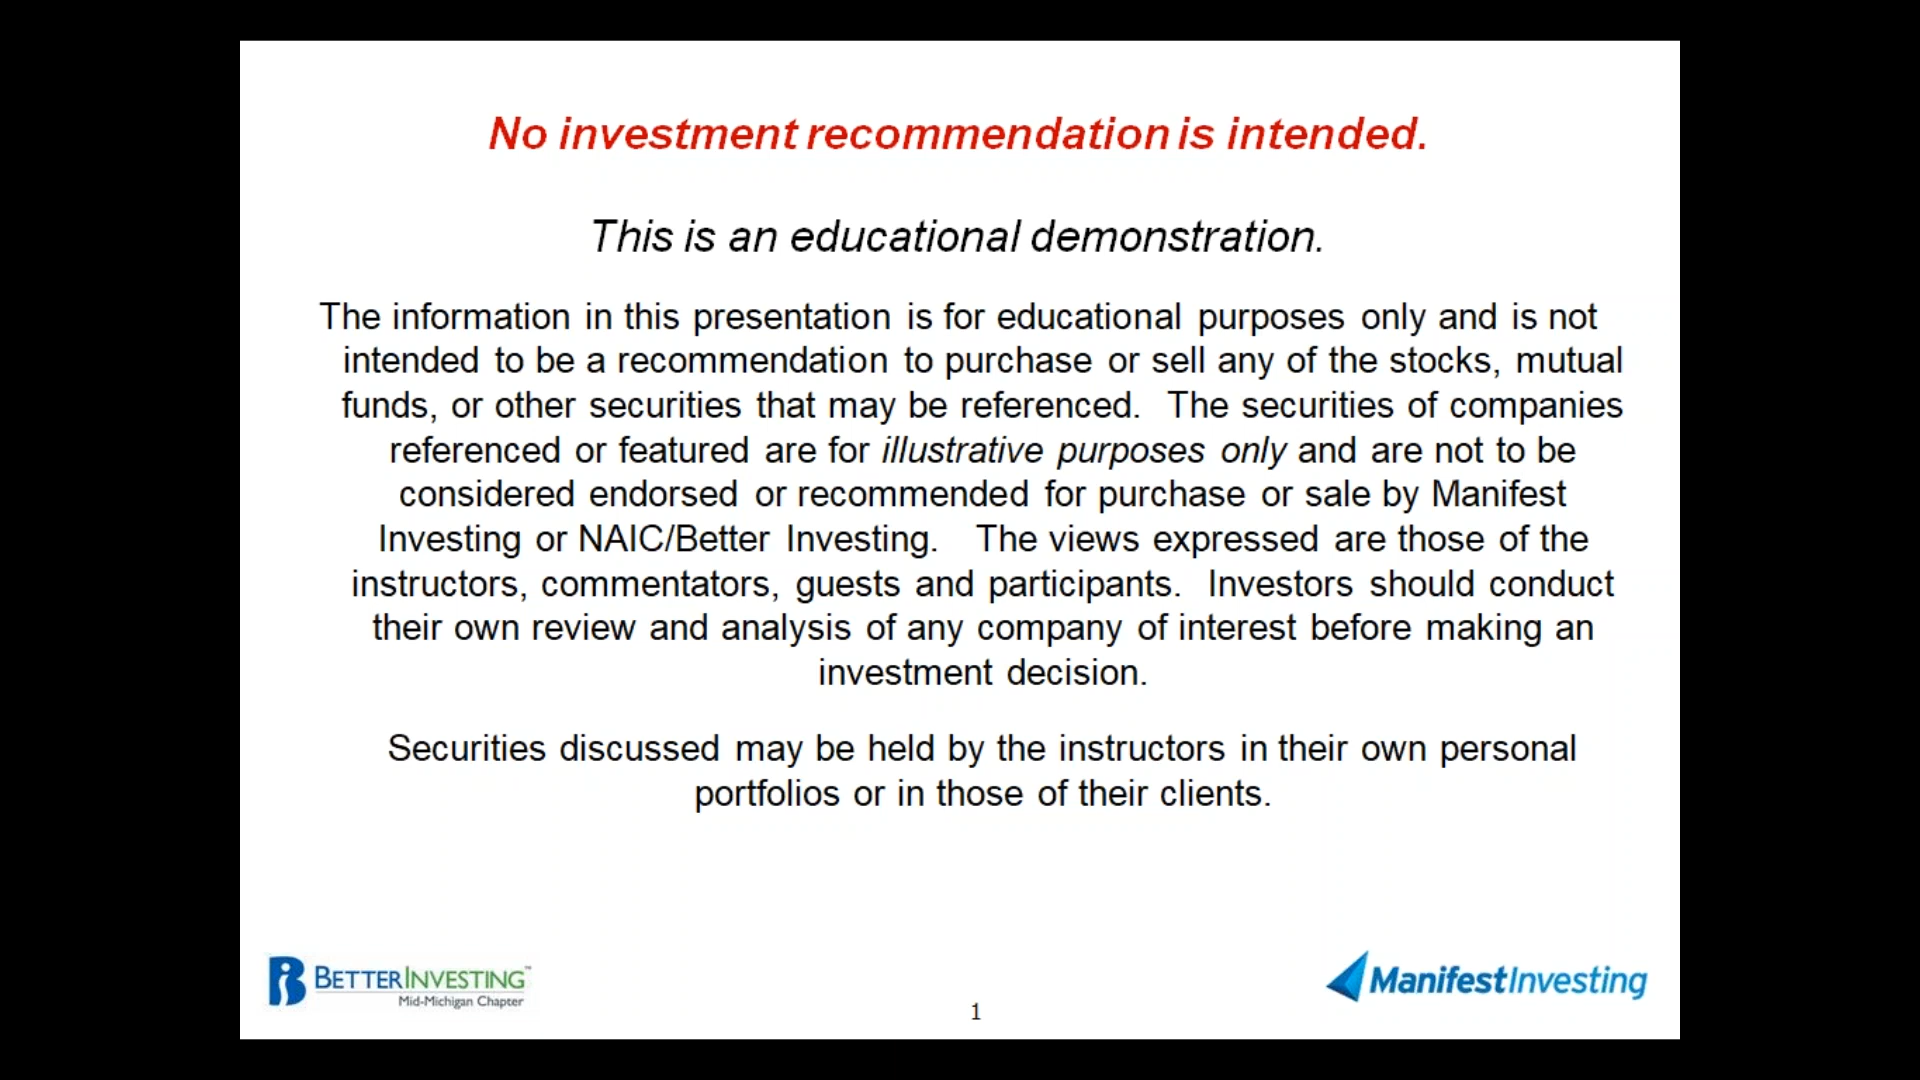 No investment recommendation is intended.
This is an educational demonstration.
The information in this presentation is for educational purposes only and is not
intended to be a recommendation to purchase or sell any of the stocks, mutual
funds, or other securities that may be referenced. The securities of companies
referenced or featured are for illustrative purposes only and are not to be
considered endorsed or recommended for purchase or sale by Manifest
Investing or NAIC/Better Investing. The views expressed are those of the
instructors, commentators, guests and participants. Investors should conduct
their own review and analysis of any company of interest before making an
investment decision.
Securities discussed may be held by the instructors in their own personal
portfolios or in those of their clients.
BETTERINVESTING™
Mid-Michigan Chapter
1
ManifestInvesting